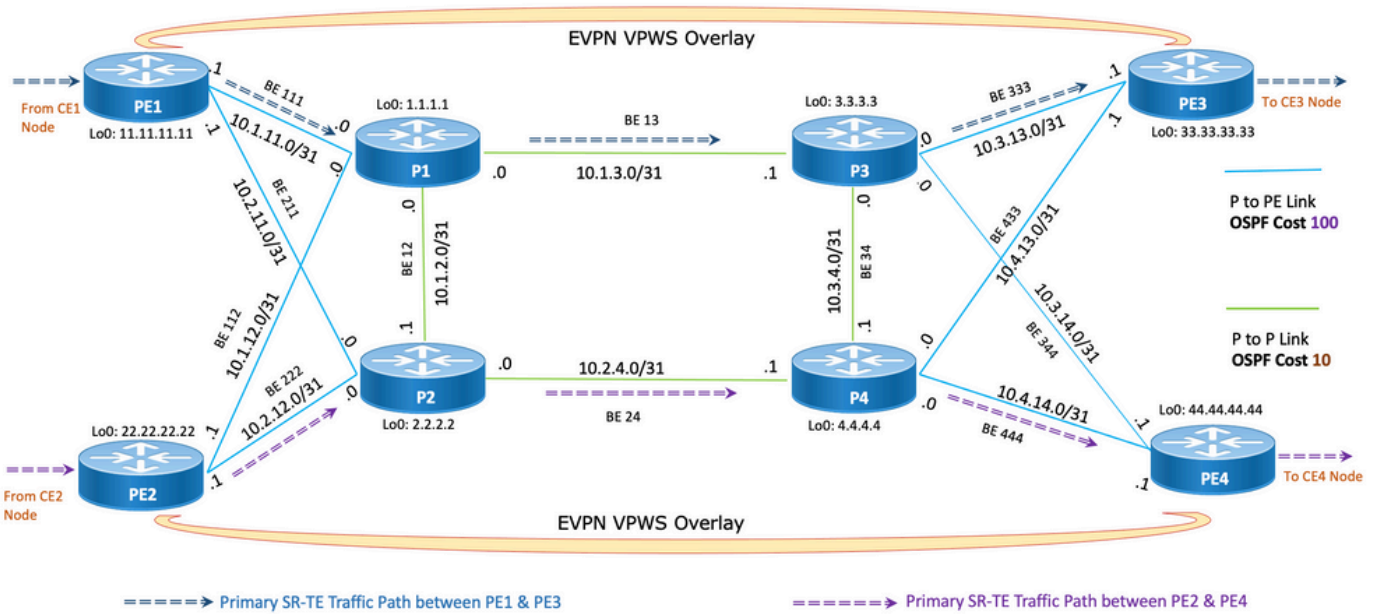 EVPN VPWS Overlay
PE1
.1
From CE1
Node
Lo0: 11.11.11.11
.1
BE 111
10.1.11.0/31
.0
Lo0: 1.1.1.1
P1
.0
.0
BE 13
10.1.3.0/31
.1
Lo0: 3.3.3.3
P3
.0
.0
BE 333
10.3.13.0/31
.1
PE3
.1
To CE3 Node
Lo0: 33.33.33.33
10.2.11.0/31
BE 211
.0
BE 12
10.1.2.0/31
.1
.0
10.3.4.0/31
BE 34
.1
BE 433
10.4.13.0/31
10.3.14.0/31
BE 344
P to PE Link
OSPF Cost 100
P to P Link
OSPF Cost 10
BE 112
10.1.12.0/31
.0
.0
BE 222
10.2.12.0/31
.1
.1
P2
Lo0: 2.2.2.2
.0
10.2.4.0/31
BE 24
.1
P4
Lo0: 4.4.4.4
.0
.0
10.4.14.0/31
BE 444
.1
.1
Lo0: 44.44.44.44
PE4
To CE4 Node
Lo0: 22.22.22.22
PE2
From CE2
Node
EVPN VPWS Overlay
Primary SR-TE Traffic Path between PE1 & PE3
Primary SR-TE Traffic Path between PE2 & PE4